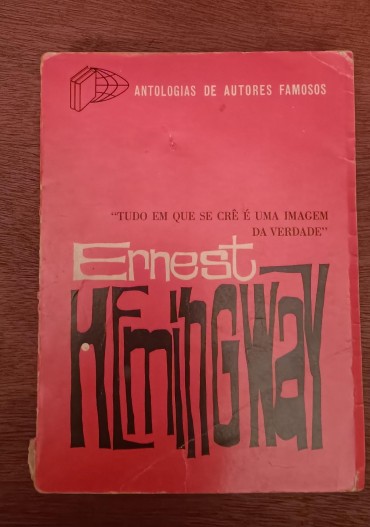 ANTOLOGIAS DE AUTORES FAMOSOS
"TUDO EM QUE SE CRÊ É UMA IMAGEM
DA VERDADE"
Ernest
HEmiNGWaY